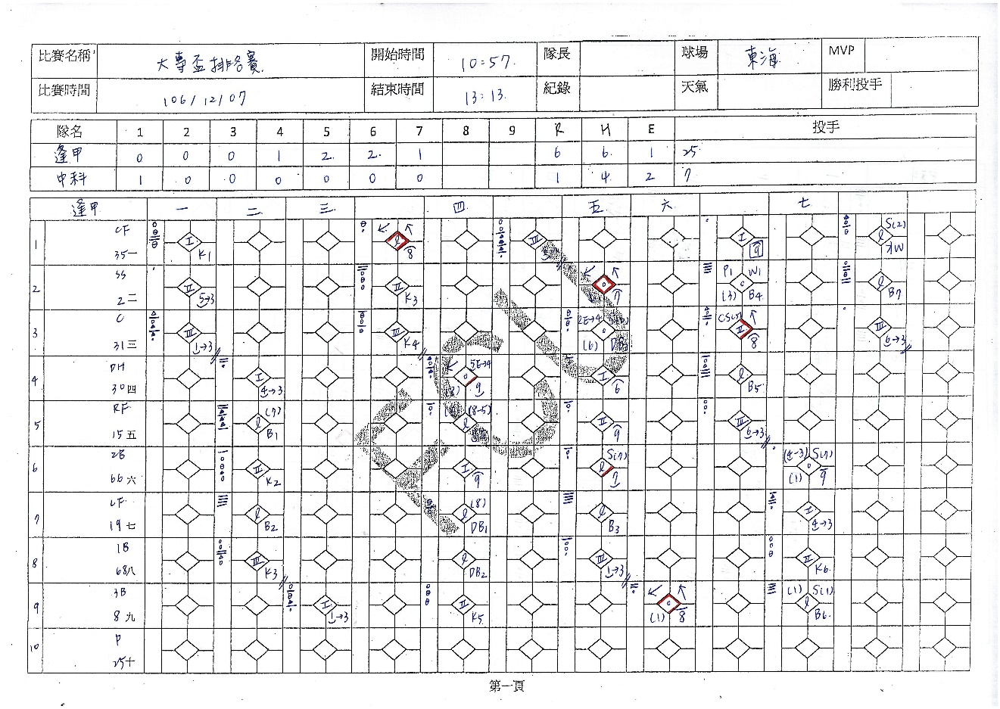 比賽名稱 大專盃排名賽 開始時間 10:57 隊長 球場 東海 MVP
比賽時間 106/12/07 結束時間 13:13 紀錄 天氣 勝利投手
隊名 1 2 3 4 5 6 7 8 9 R H E 投手
逢甲 0 0 0 1 2 2 1 6 6 1 25
中科 1 0 0 0 0 0 0 1 4 2 7
逢甲 一 二 三 四 五 六 七
1 CF 35一 I K1 l 8 III I 9 S(2) l
2 SS 2二 II 5→3 II K3 7 P1 W1 (3) B4 l B7
3 C 31三 III 1→3 III K4 (6) CS(5) II 8 III 6→3
4 DH 30四 I 4→3 5E→4 9 I 6 l B5
5 RF 15五 (7) l B1 (8-5) l II 9 III 6→3
6 2B 66六 II K2 I 9 S(7) l 7 (4-3) S(7) (1) 9
7 LF 19七 l B2 (8) l DB1 l B3 I 4→3
8 1B 68八 III K3 l DB2 III 1→3 II K6
9 3B 8九 I 1→3 II K5 (1) 8 (1) S(1) l B6
10 P 25十
第一頁